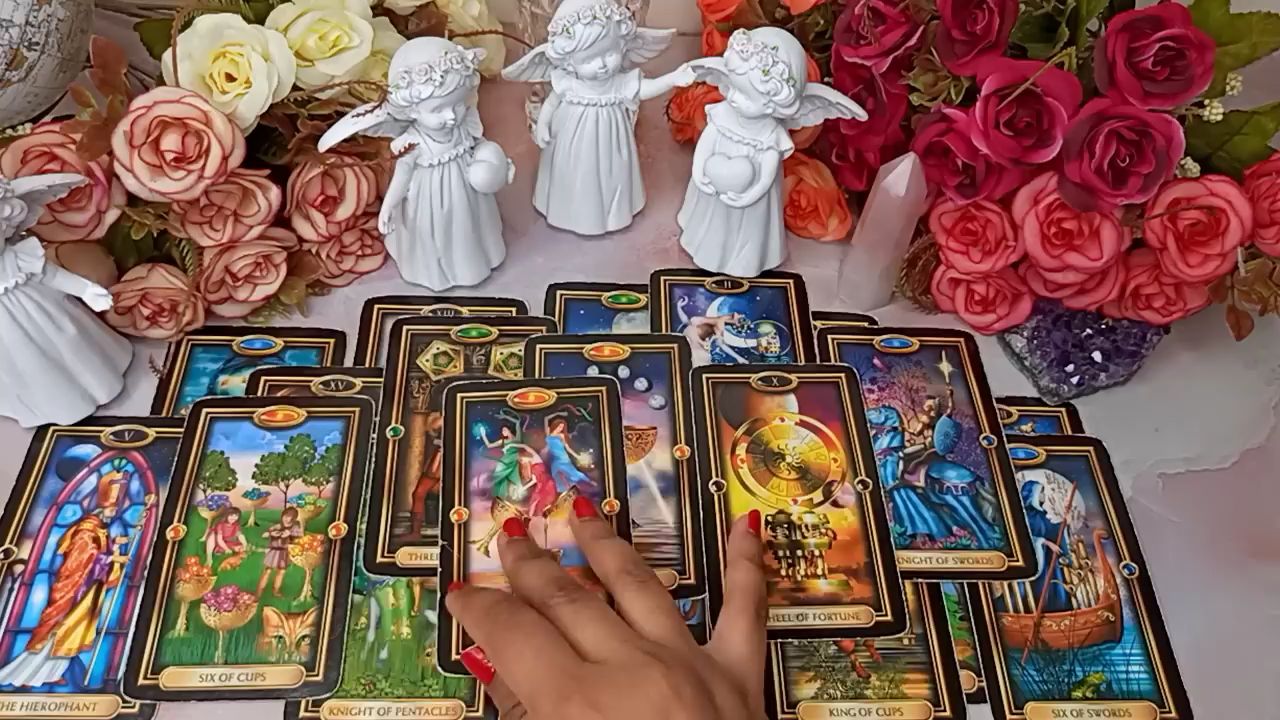 XIII
II
XV
X
V
THREE
KNIGHT OF SWORDS
WHEEL OF FORTUNE
SIX OF CUPS
THE HIEROPHANT
KNIGHT OF PENTACLES
KING OF CUPS
SIX OF SWORDS